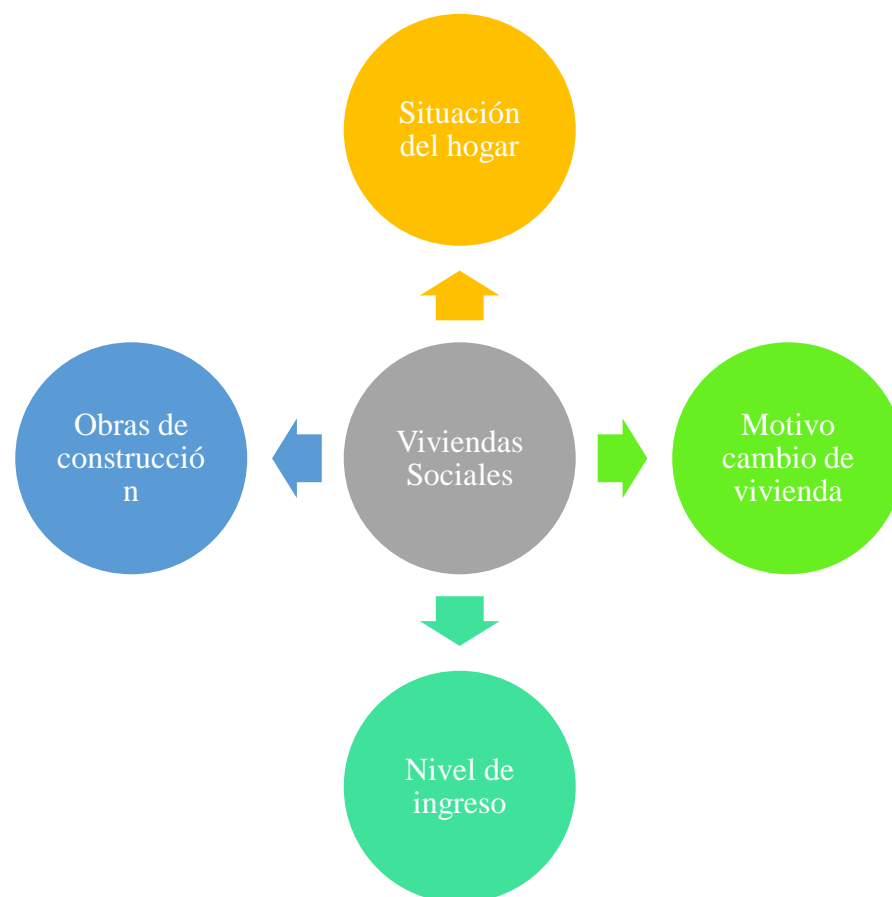 Situación
del hogar
Obras de
construcció
n
Viviendas
Sociales
Motivo
cambio de
vivienda
Nivel de
ingreso